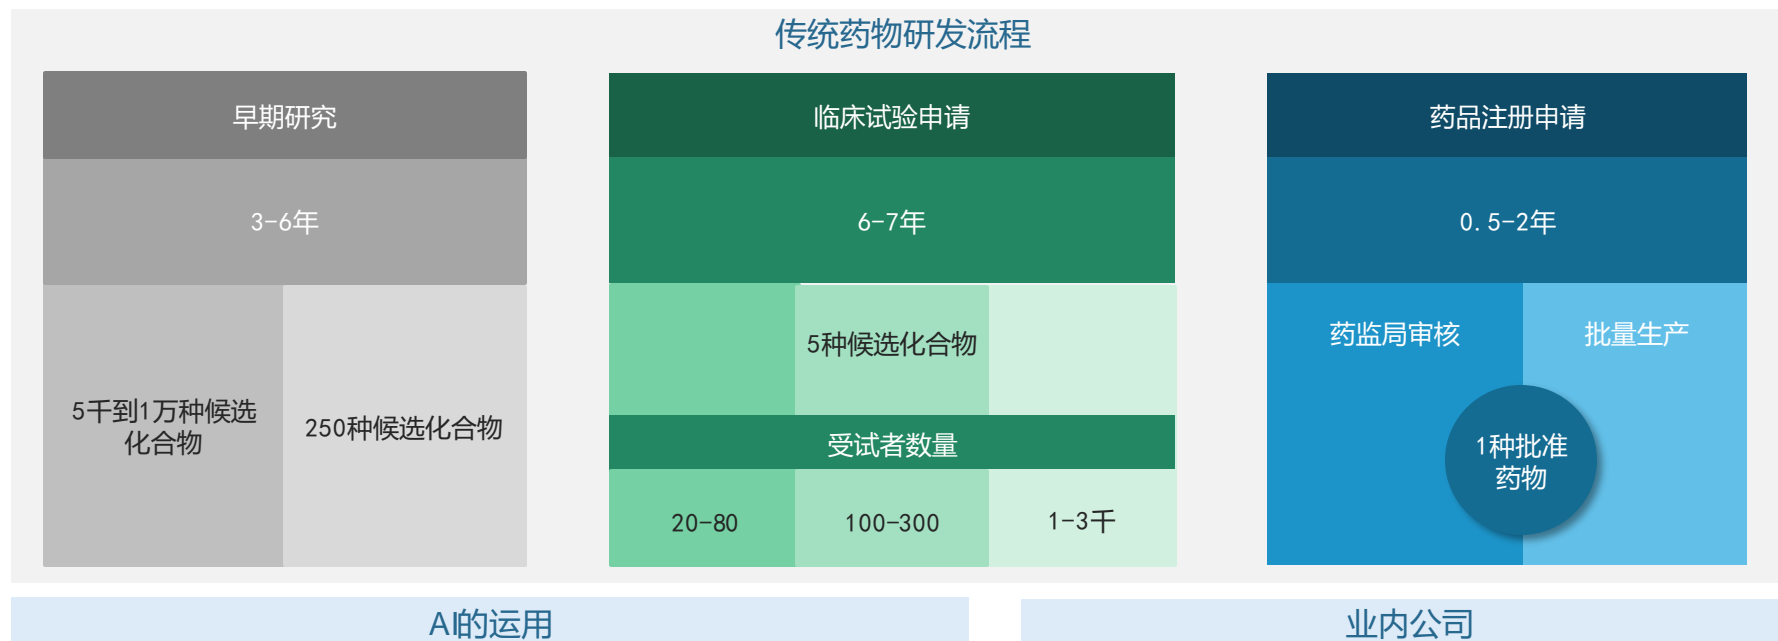 传统药物研发流程
早期研究
3-6年
5千到1万种候选
化合物
250种候选化合物
临床试验申请
6-7年
5种候选化合物
受试者数量
20-80
100-300
1-3千
药品注册申请
0.5-2年
药监局审核
批量生产
1种批准
药物
AI的运用
业内公司